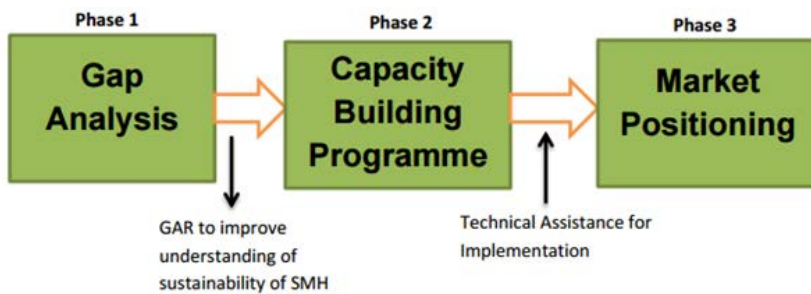 Phase 1
Phase 2
Phase 3
Gap
Analysis
Capacity
Building
Programme
Market
Positioning
GAR to improve
understanding of
sustainability of SMH
Technical Assistance for
Implementation